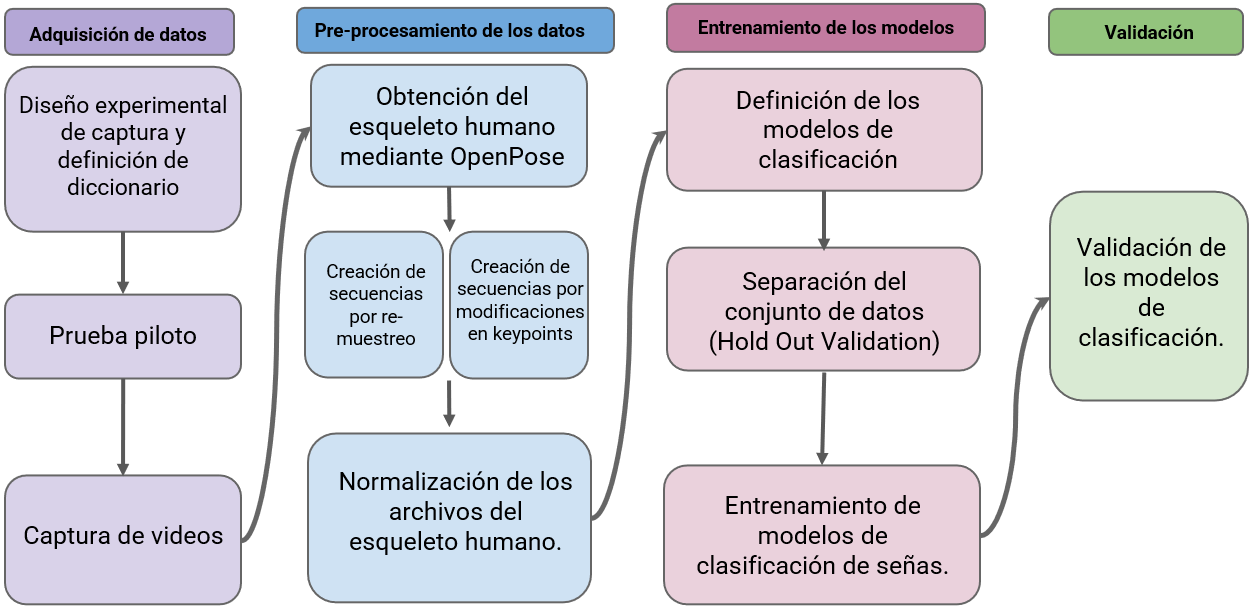 Adquisición de datos
Diseño experimental
de captura y
definición de
diccionario
Prueba piloto
Captura de videos
Pre-procesamiento de los datos
Obtención del
esqueleto humano
mediante OpenPose
Creación de
secuencias
por re-
muestreo
Creación de
secuencias por
modificaciones
en keypoints
Normalización de los
archivos del
esqueleto humano.
Entrenamiento de los modelos
Definición de los
modelos de
clasificación
Separación del
conjunto de datos
(Hold Out Validation)
Entrenamiento de
modelos de
clasificación de señas.
Validación
Validación de
los modelos
de
clasificación.